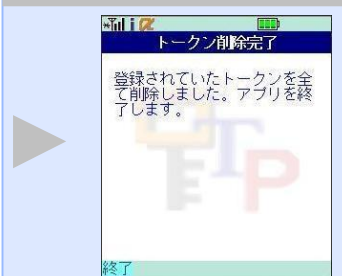 トークン削除完了
登録されていたトークンを全
て削除しました。アプリを終
了します。
TP
終了